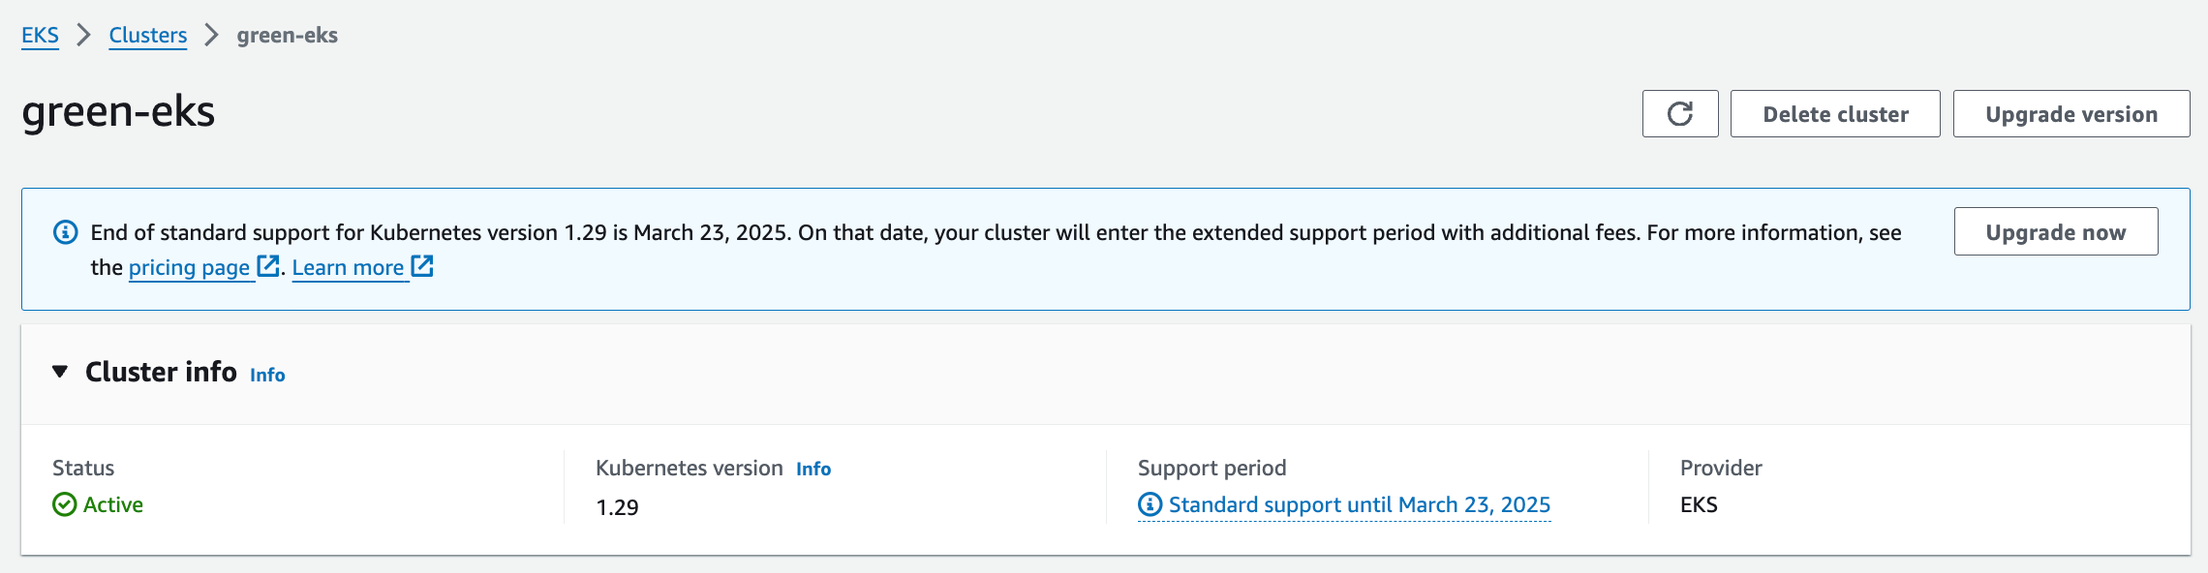 EKS > Clusters > green-eks
green-eks
Delete cluster
Upgrade version
End of standard support for Kubernetes version 1.29 is March 23, 2025. On that date, your cluster will enter the extended support period with additional fees. For more information, see
the pricing page. Learn more
Upgrade now
Cluster info Info
Status
Active
Kubernetes version Info
1.29
Support period
Standard support until March 23, 2025
Provider
EKS